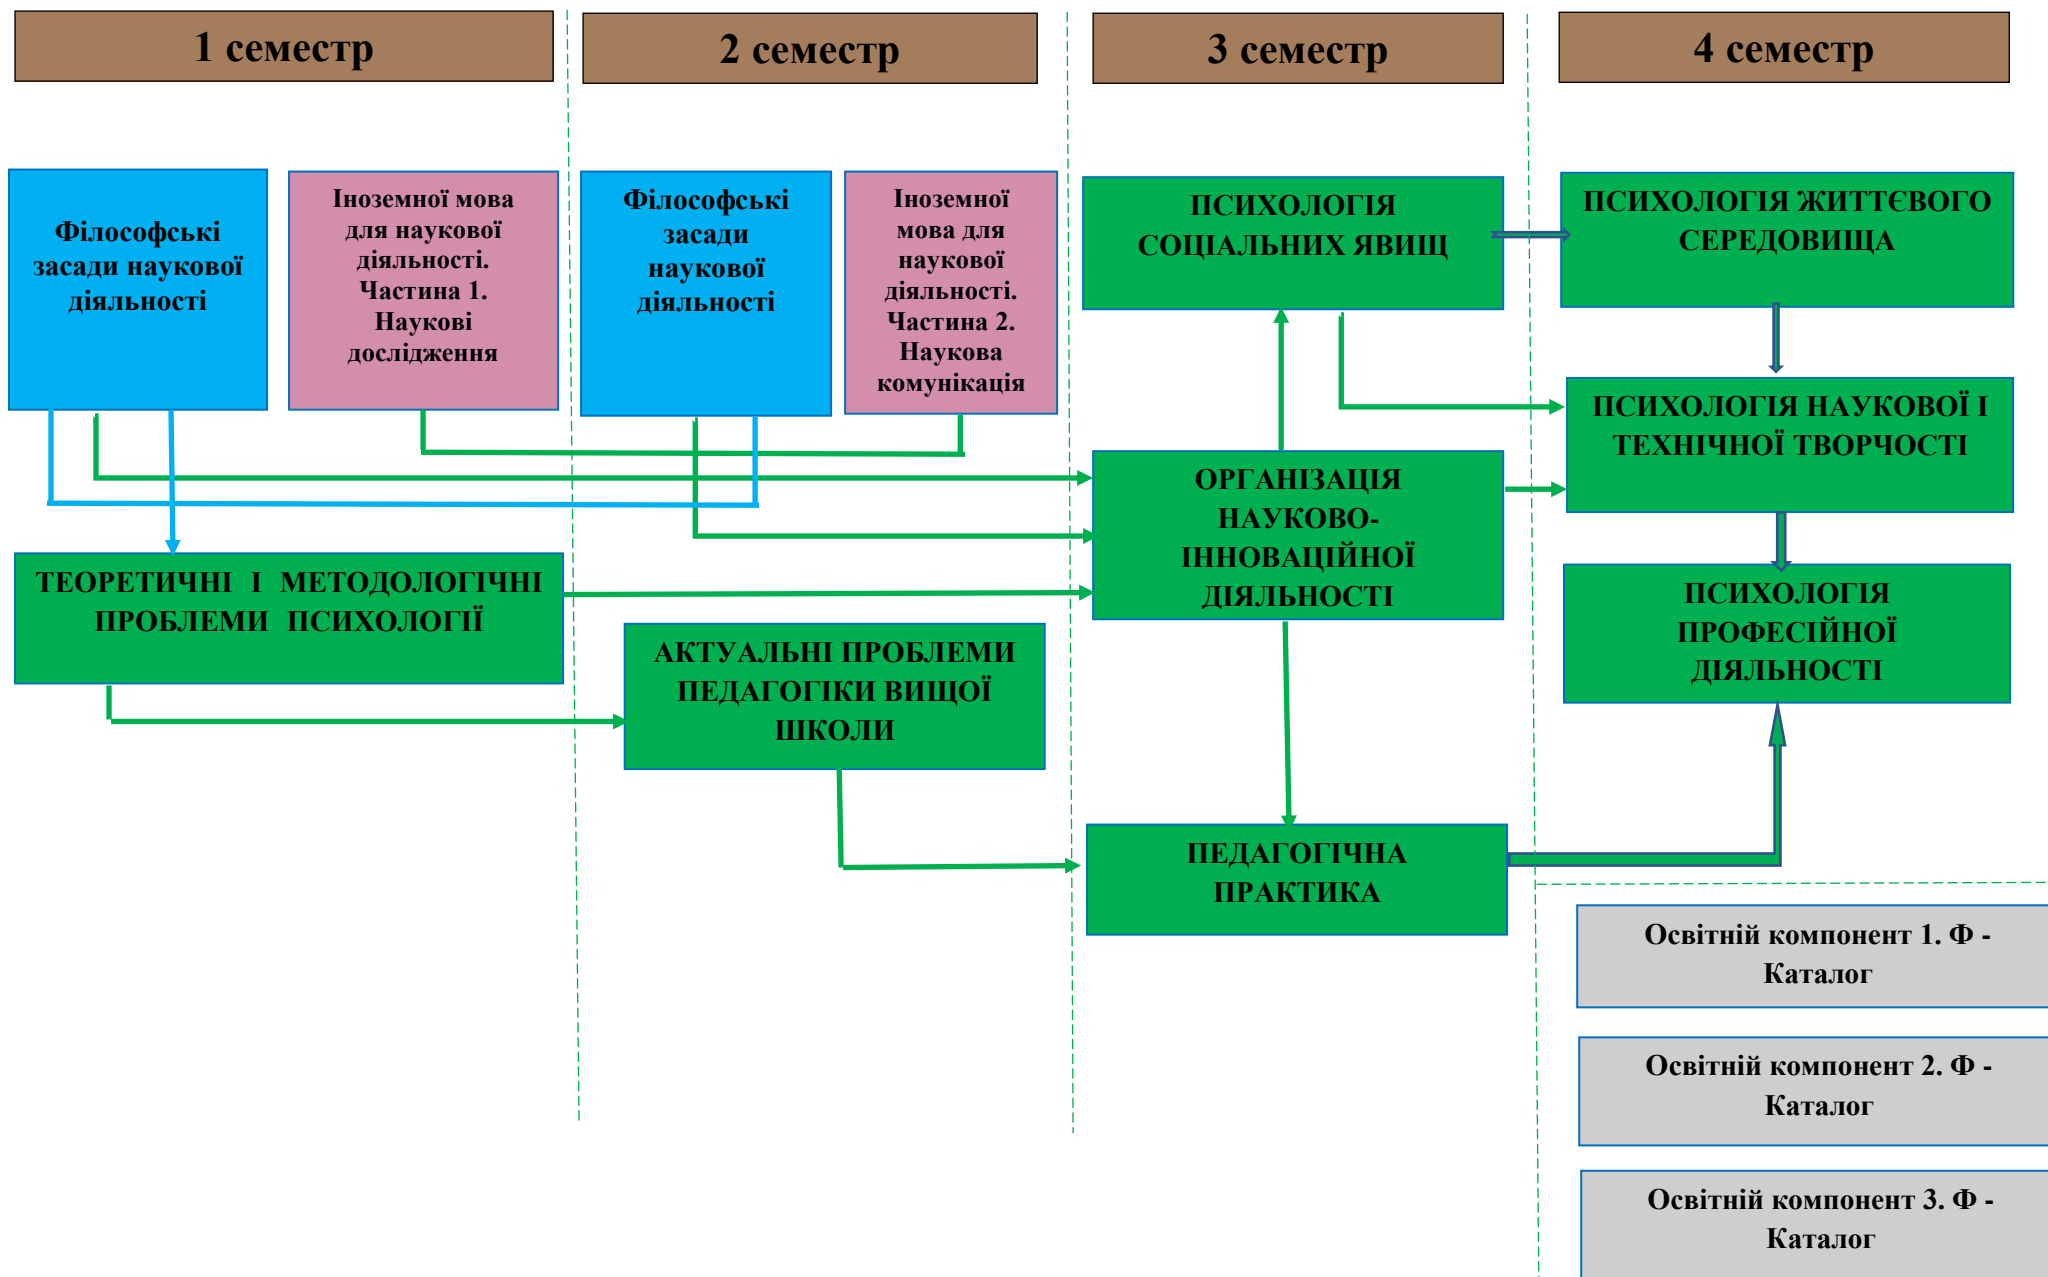 1 семестр
2 семестр
3 семестр
4 семестр
Філософські
засади наукової
діяльності
Іноземної мова
для наукової
діяльності.
Частина 1.
Наукові
дослідження
Філософські
засади
наукової
діяльності
Іноземної
мова для
наукової
діяльності.
Частина 2.
Наукова
комунікація
ПСИХОЛОГІЯ
СОЦІАЛЬНИХ ЯВИЩ
ПСИХОЛОГІЯ ЖИТТЄВОГО
СЕРЕДОВИЩА
ПСИХОЛОГІЯ НАУКОВОЇ І
ТЕХНІЧНОЇ ТВОРЧОСТІ
ОРГАНІЗАЦІЯ
НАУКОВО-
ІННОВАЦІЙНОЇ
ДІЯЛЬНОСТІ
ТЕОРЕТИЧНІ І МЕТОДОЛОГІЧНІ
ПРОБЛЕМИ ПСИХОЛОГІЇ
АКТУАЛЬНІ ПРОБЛЕМИ
ПЕДАГОГІКИ ВИЩОЇ
ШКОЛИ
ПСИХОЛОГІЯ
ПРОФЕСІЙНОЇ
ДІЯЛЬНОСТІ
ПЕДАГОГІЧНА
ПРАКТИКА
Освітній компонент 1. Ф -
Каталог
Освітній компонент 2. Ф -
Каталог
Освітній компонент 3. Ф -
Каталог